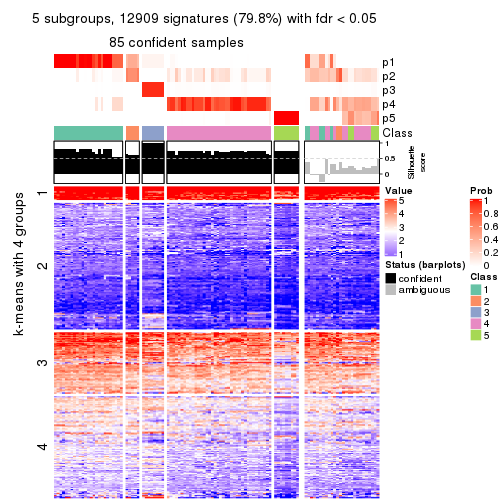 5 subgroups, 12909 signatures (79.8%) with fdr < 0.05
85 confident samples
p1
p2
p3
p4
p5
Class
1
0.5
0
Silhouette
score
k-means with 4 groups
1
2
3
4
Value
5
4
3
2
1
Status (barplots)
confident
ambiguous
Prob
1
0.8
0.6
0.4
0.2
0
Class
1
2
3
4
5